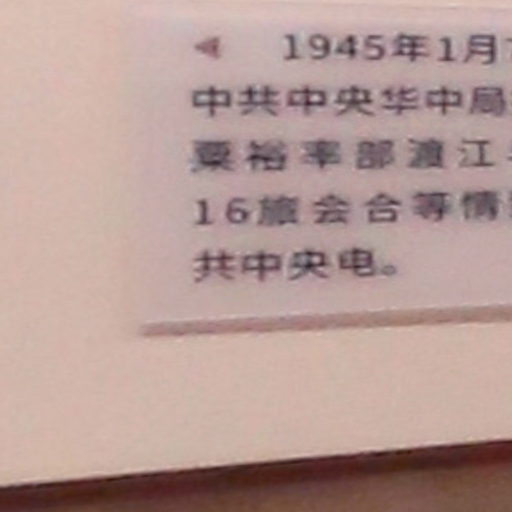 1945年1月
中共中央华中局
粟裕率部渡江
16旅会合等情
共中央电。